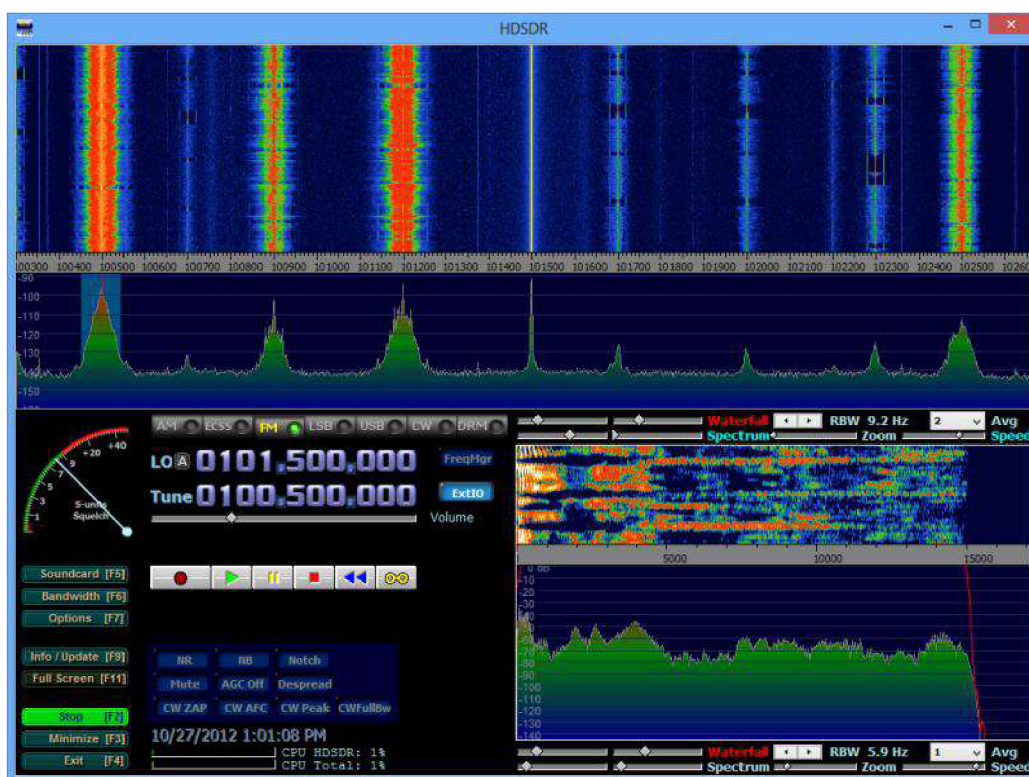 HDSDR
100300 100400 100500 100600 100700 100800 100900 101000 101100 101200 101300 101400 101500 101600 101700 101800 101900 102000 102100 102200 102300 102400 102500 102600
-90
-100
-110
-120
-130
-140
-150
AM ECSS FM LSB USB CW DRM
LO A 0101.500.000
FreqMgr
Tune 0100.500.000
ExtIO
Volume
+40
+20
9
7
5
3
1
S-units
Squelch
Soundcard [F5]
Bandwidth [F6]
Options [F7]
Info / Update [F9]
Full Screen [F11]
Stop [F2]
Minimize [F3]
Exit [F4]
NR NB Notch
Mute AGC Off Despread
CW ZAP CW AFC CW Peak CWFullBw
10/27/2012 1:01:08 PM
CPU HDSDR: 1%
CPU Total: 1%
Waterfall RBW 9.2 Hz 2 Avg
Spectrum Zoom Speed
5000 10000 15000
0 dB
-10
-20
-30
-40
-50
-60
-70
-80
-90
-100
-110
-120
-130
-140
Waterfall RBW 5.9 Hz 1 Avg
Spectrum Zoom Speed